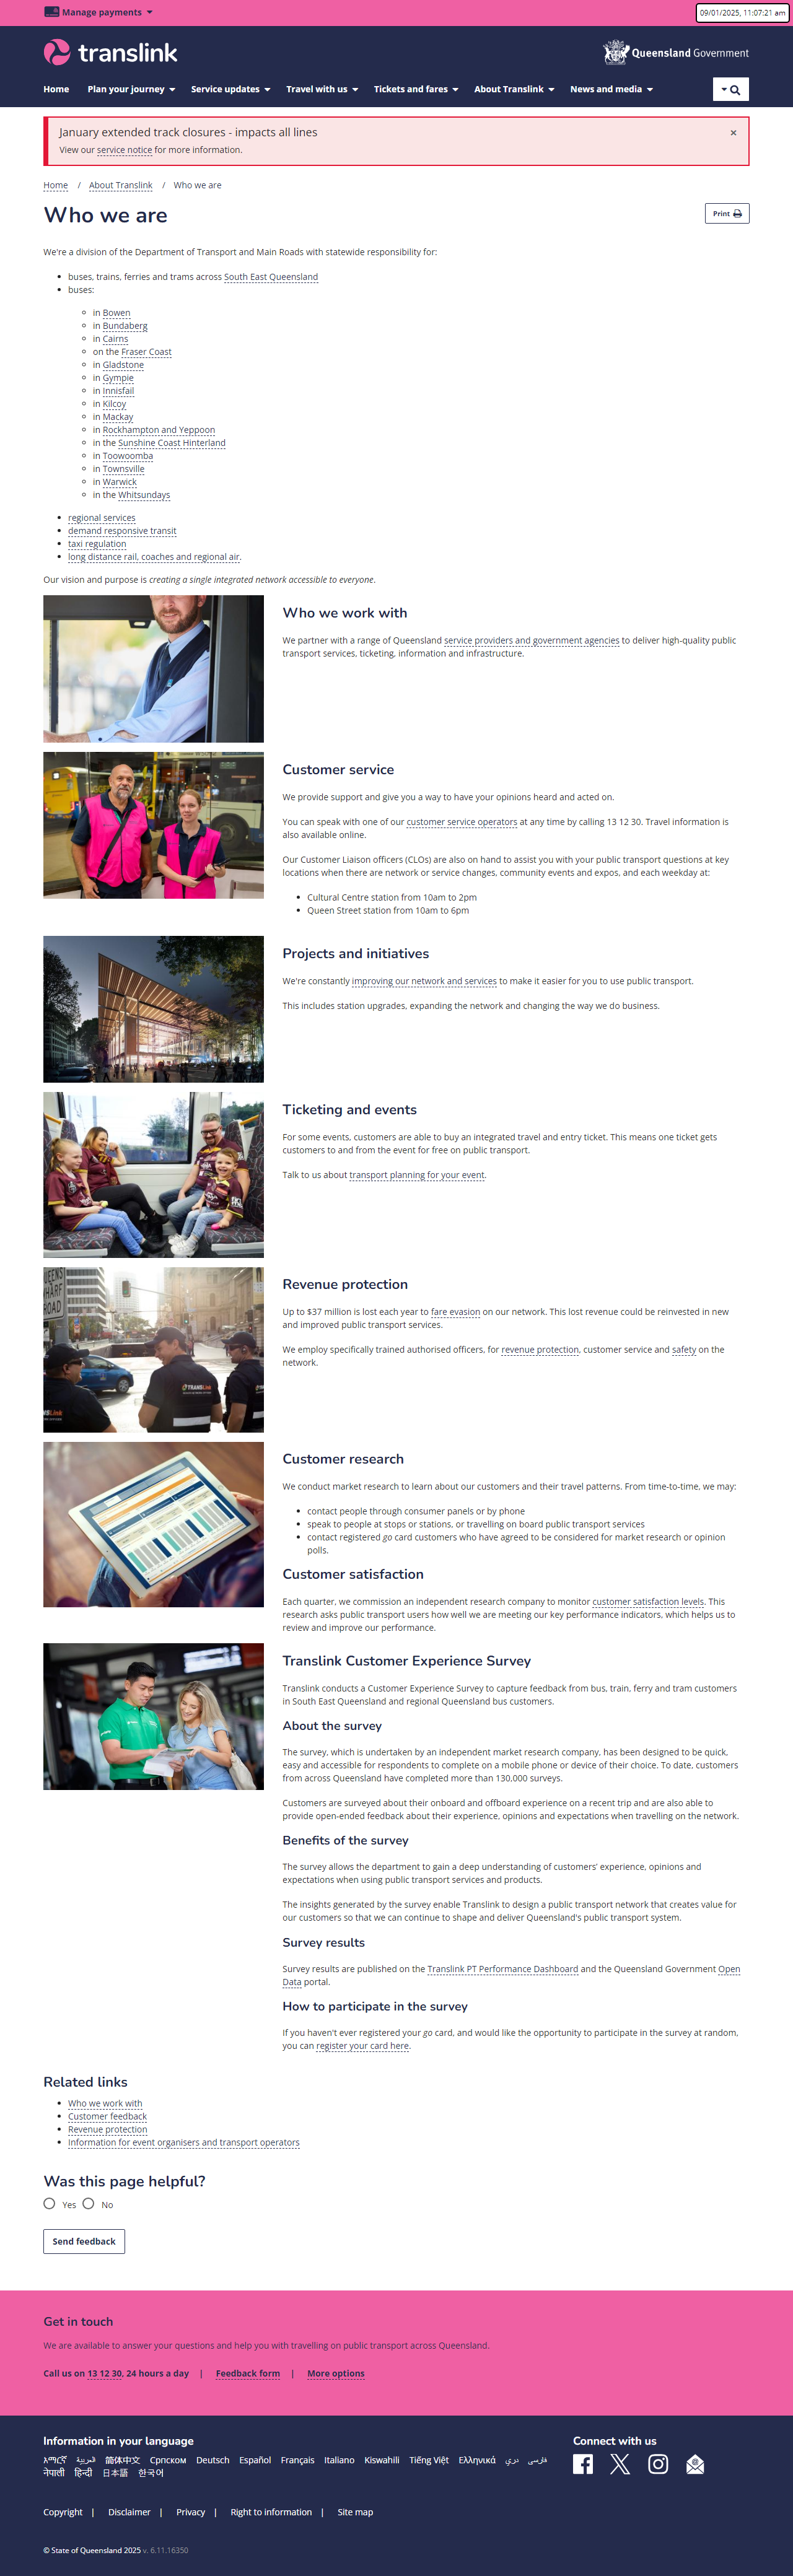 Manage payments
09/01/2025, 11:07:21 am
translink
Queensland Government
Home Plan your journey Service updates Travel with us Tickets and fares About Translink News and media
January extended track closures - impacts all lines ×
View our service notice for more information.
Home / About Translink / Who we are
Who we are
Print
We're a division of the Department of Transport and Main Roads with statewide responsibility for:
• buses, trains, ferries and trams across South East Queensland
• buses:
in Bowen
in Bundaberg
in Cairns
on the Fraser Coast
in Gladstone
in Gympie
in Innisfail
in Kilcoy
in Mackay
in Rockhampton and Yeppoon
in the Sunshine Coast Hinterland
in Toowoomba
in Townsville
in Warwick
in the Whitsundays
• regional services
• demand responsive transit
• taxi regulation
• long distance rail, coaches and regional air.
Our vision and purpose is creating a single integrated network accessible to everyone.
Who we work with
We partner with a range of Queensland service providers and government agencies to deliver high-quality public
transport services, ticketing, information and infrastructure.
Customer service
We provide support and give you a way to have your opinions heard and acted on.
You can speak with one of our customer service operators at any time by calling 13 12 30. Travel information is
also available online.
Our Customer Liaison officers (CLOs) are also on hand to assist you with your public transport questions at key
locations when there are network or service changes, community events and expos, and each weekday at:
• Cultural Centre station from 10am to 2pm
• Queen Street station from 10am to 6pm
Projects and initiatives
We're constantly improving our network and services to make it easier for you to use public transport.
This includes station upgrades, expanding the network and changing the way we do business.
Ticketing and events
For some events, customers are able to buy an integrated travel and entry ticket. This means one ticket gets
customers to and from the event for free on public transport.
Talk to us about transport planning for your event.
QUEENS
WHARF
ROAD
TRANSLink
Revenue protection
Up to $37 million is lost each year to fare evasion on our network. This lost revenue could be reinvested in new
and improved public transport services.
We employ specifically trained authorised officers, for revenue protection, customer service and safety on the
network.
Customer research
We conduct market research to learn about our customers and their travel patterns. From time-to-time, we may:
• contact people through consumer panels or by phone
• speak to people at stops or stations, or travelling on board public transport services
• contact registered go card customers who have agreed to be considered for market research or opinion
polls.
Customer satisfaction
Each quarter, we commission an independent research company to monitor customer satisfaction levels. This
research asks public transport users how well we are meeting our key performance indicators, which helps us to
review and improve our performance.
Translink Customer Experience Survey
Translink conducts a Customer Experience Survey to capture feedback from bus, train, ferry and tram customers
in South East Queensland and regional Queensland bus customers.
About the survey
The survey, which is undertaken by an independent market research company, has been designed to be quick,
easy and accessible for respondents to complete on a mobile phone or device of their choice. To date, customers
from across Queensland have completed more than 130,000 surveys.
Customers are surveyed about their onboard and offboard experience on a recent trip and are also able to
provide open-ended feedback about their experience, opinions and expectations when travelling on the network.
Benefits of the survey
The survey allows the department to gain a deep understanding of customers' experience, opinions and
expectations when using public transport services and products.
The insights generated by the survey enable Translink to design a public transport network that creates value for
our customers so that we can continue to shape and deliver Queensland's public transport system.
Survey results
Survey results are published on the Translink PT Performance Dashboard and the Queensland Government Open
Data portal.
How to participate in the survey
If you haven't ever registered your go card, and would like the opportunity to participate in the survey at random,
you can register your card here.
Related links
• Who we work with
• Customer feedback
• Revenue protection
• Information for event organisers and transport operators
Was this page helpful?
Yes No
Send feedback
Get in touch
We are available to answer your questions and help you with travelling on public transport across Queensland.
Call us on 13 12 30, 24 hours a day | Feedback form | More options
Information in your language
አማርኛ العربية 简体中文 Српском Deutsch Español Français Italiano Kiswahili Tiếng Việt Ελληνικά دري فارسی
नेपाली हिन्दी 日本語 한국어
Connect with us
Copyright | Disclaimer | Privacy | Right to information | Site map
© State of Queensland 2025 v. 6.11.16350